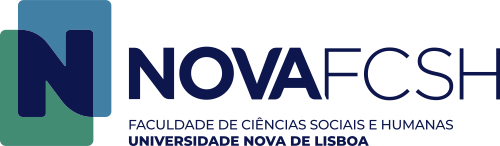 N NOVAFCSH
FACULDADE DE CIÊNCIAS SOCIAIS E HUMANAS
UNIVERSIDADE NOVA DE LISBOA